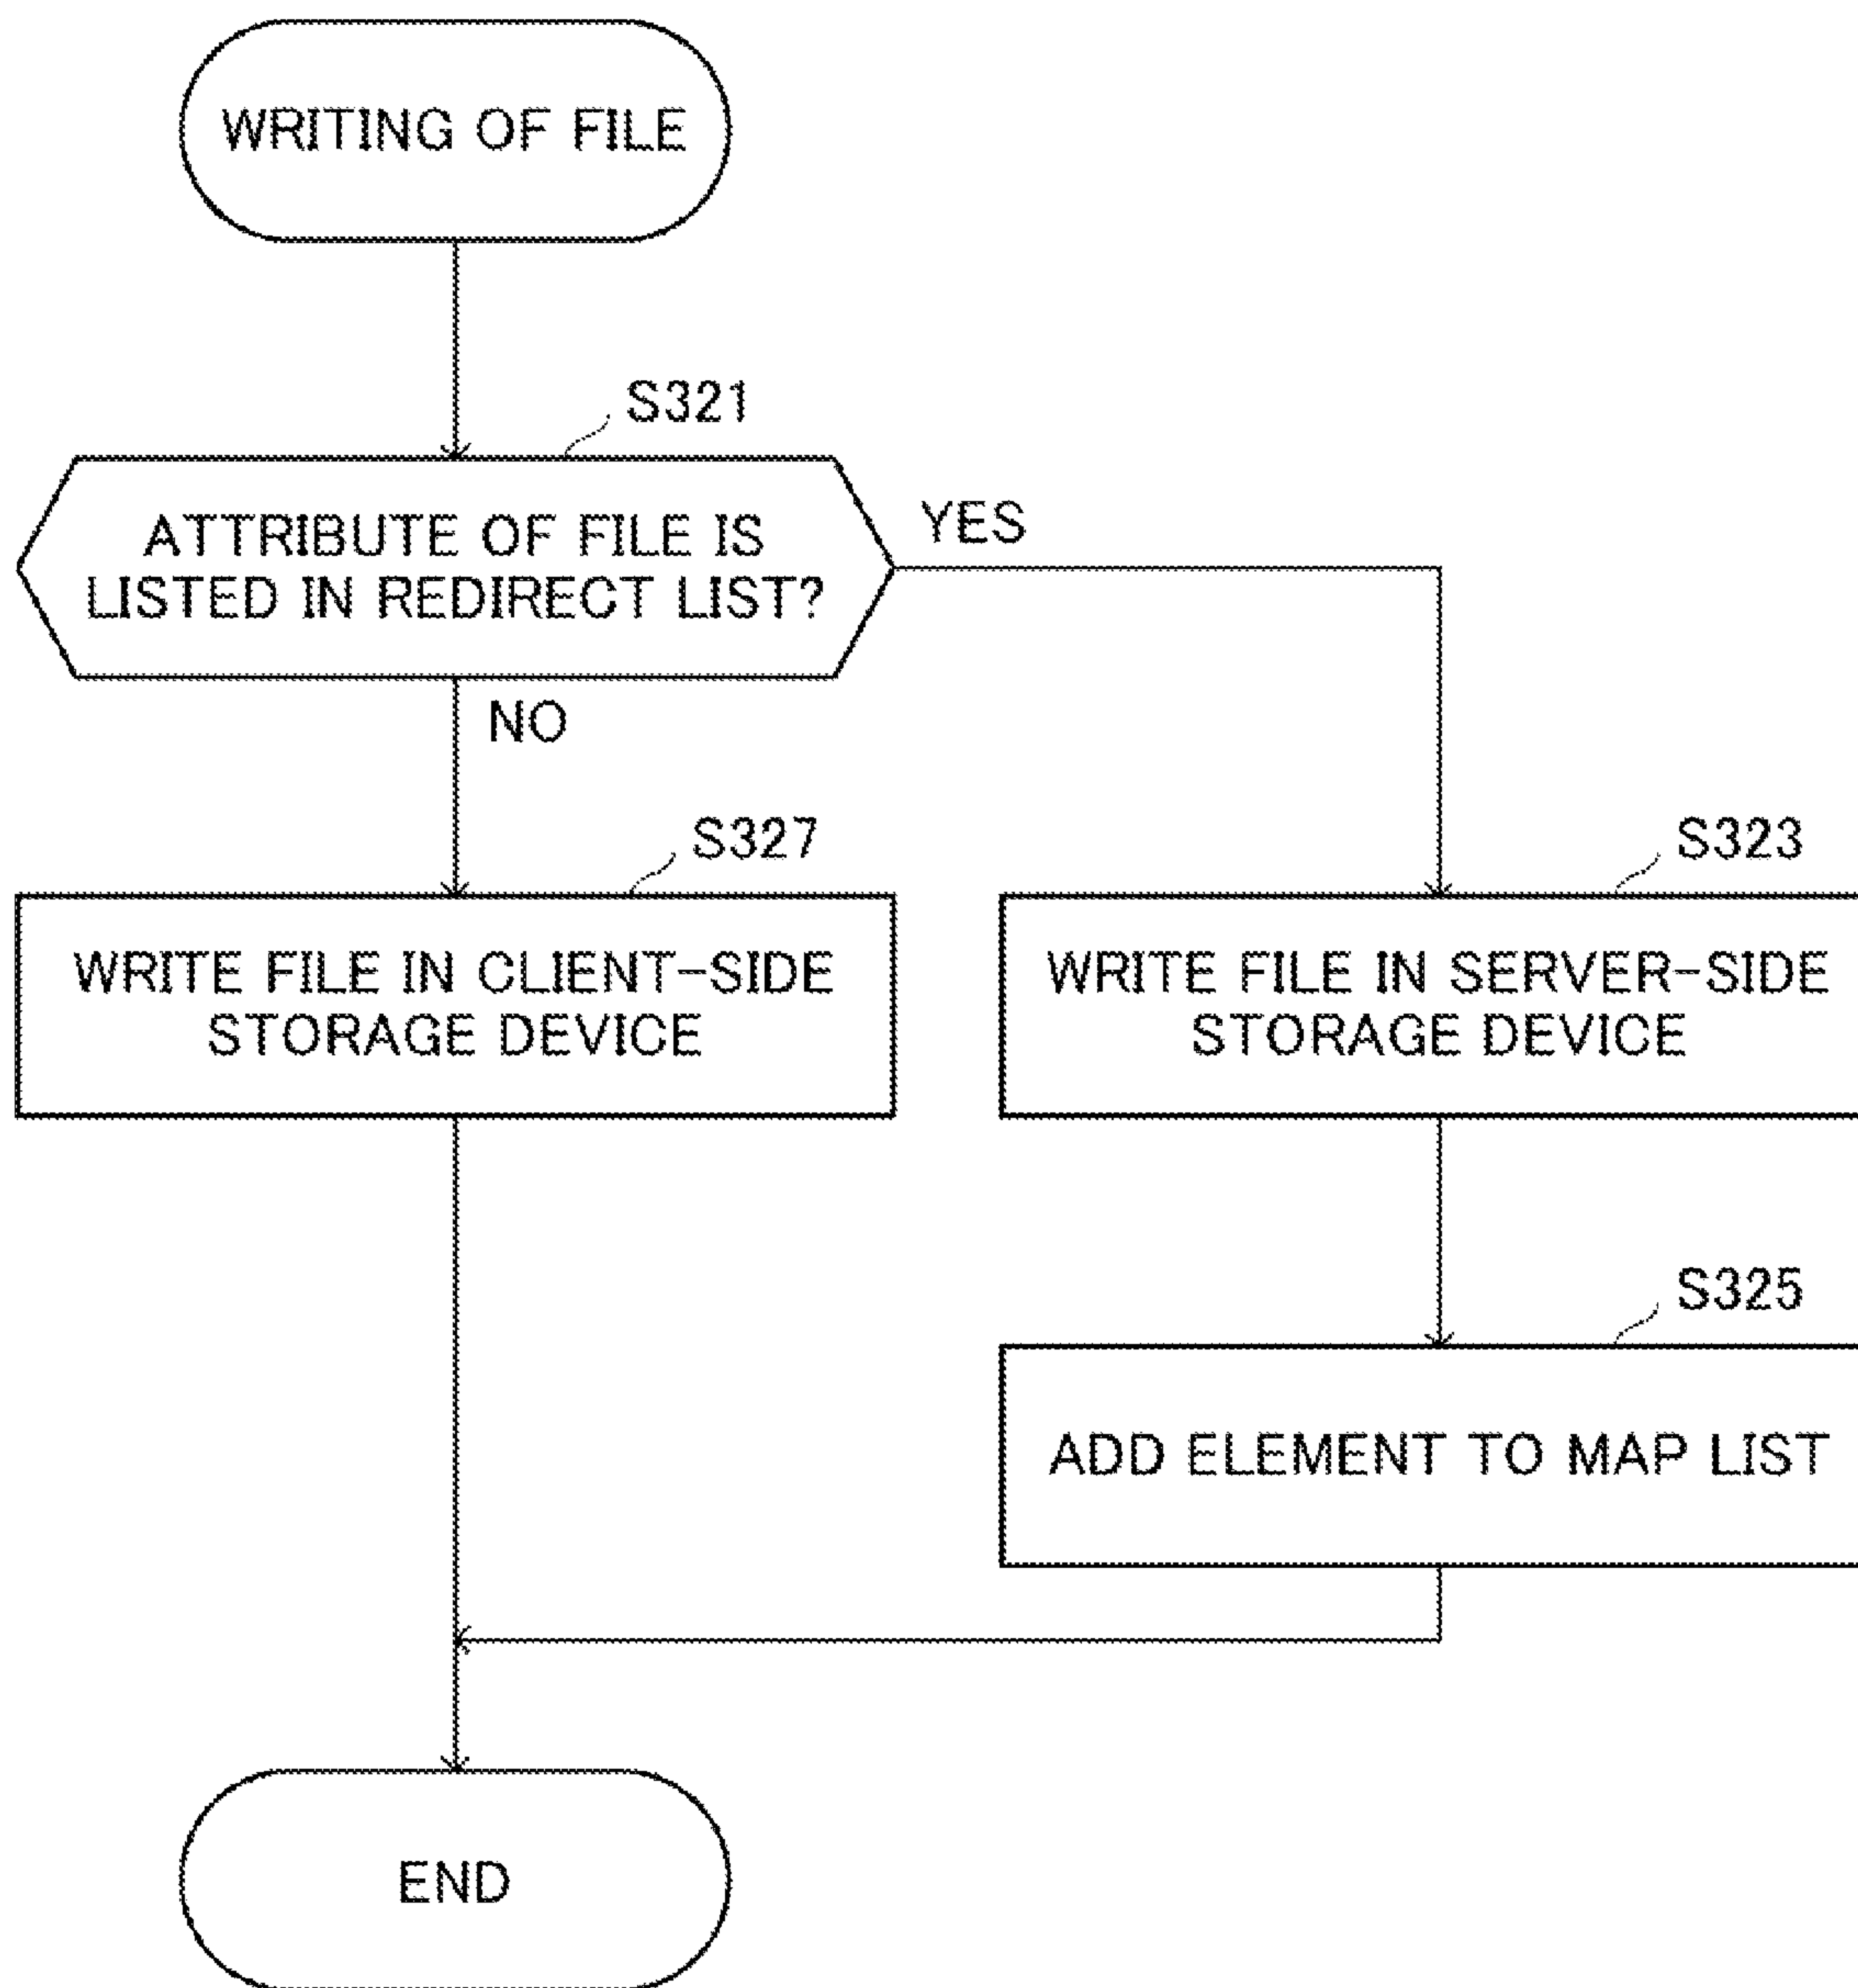 WRITING OF FILE
S321
ATTRIBUTE OF FILE IS
LISTED IN REDIRECT LIST?
YES
NO
S327
WRITE FILE IN CLIENT-SIDE
STORAGE DEVICE
S323
WRITE FILE IN SERVER-SIDE
STORAGE DEVICE
S325
ADD ELEMENT TO MAP LIST
END